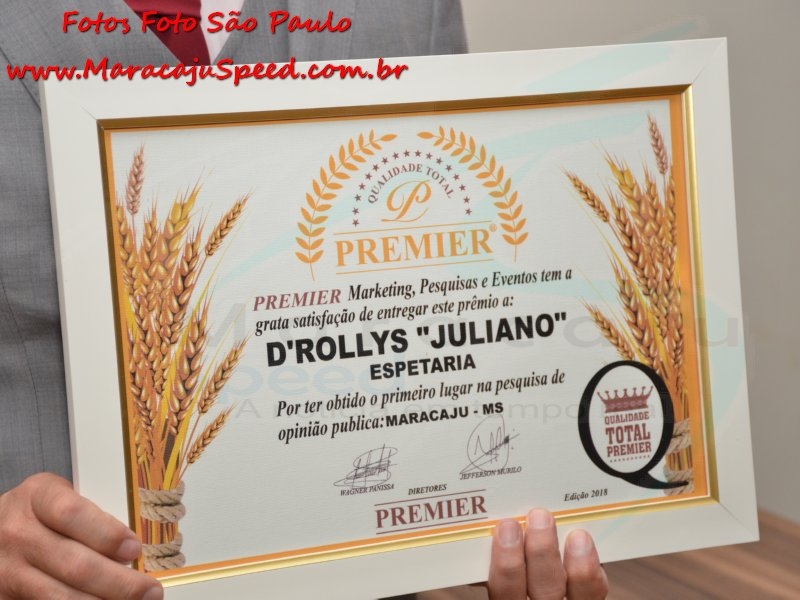 Fotos Foto São Paulo
www.MaracajuSpeed.com.br
QUALIDADE TOTAL
P
PREMIER®
PREMIER Marketing, Pesquisas e Eventos tem a
grata satisfação de entregar este prêmio a:
D'ROLLYS "JULIANO"
ESPETARIA
Por ter obtido o primeiro lugar na pesquisa de
opinião publica: MARACAJU - MS
WAGNER PANISSA
JEFFERSON MURILO
DIRETORES
PREMIER
Edição 2018
QUALIDADE
TOTAL
PREMIER